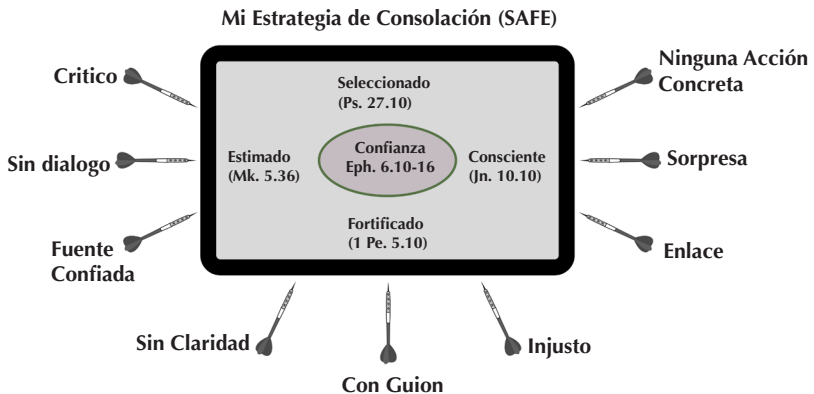 Mi Estrategia de Consolación (SAFE)
Critico
Ninguna Acción
Concreta
Seleccionado
(Ps. 27.10)
Sin dialogo
Estimado
(Mk. 5.36)
Confianza
Eph. 6.10-16
Consciente
(Jn. 10.10)
Sorpresa
Fortificado
(1 Pe. 5.10)
Fuente
Confiada
Enlace
Sin Claridad
Con Guion
Injusto